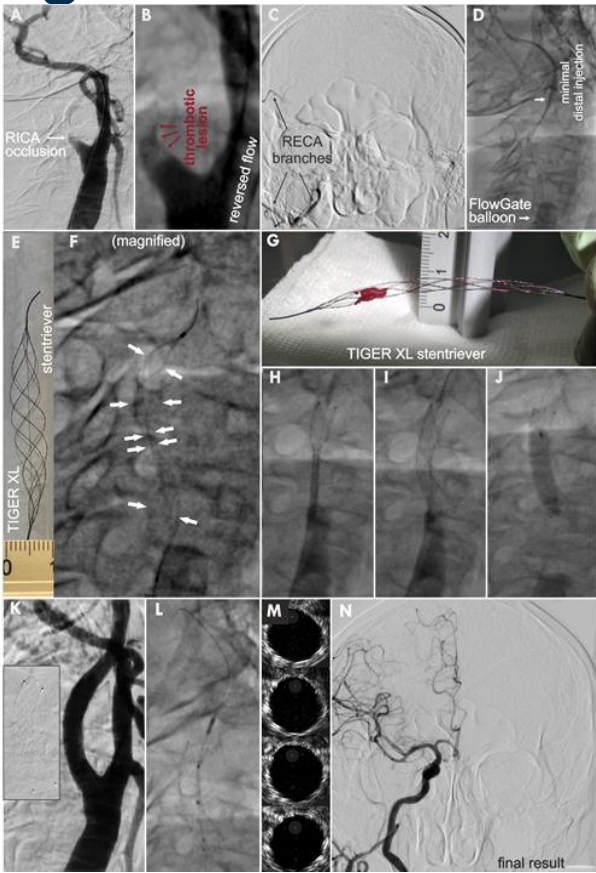 A
RICA
occlusion
B
thrombotic
lesion
reversed flow
C
RECA
branches
D
minimal
distal injection
FlowGate
balloon
E
stentriever
TIGER XL
0
F
(magnified)
G
2
1
0
TIGER XL stentriever
H
I
J
K
L
M
N
final result